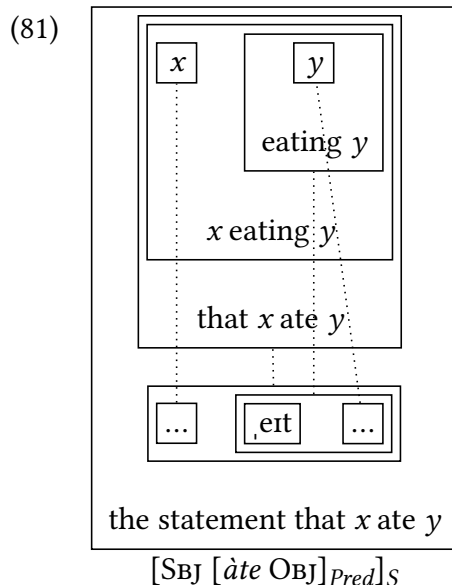 (81)
x y
eating y
x eating y
that x ate y
... ˌeɪt ...
the statement that x ate y
[SBJ [àte OBJ]Pred]S